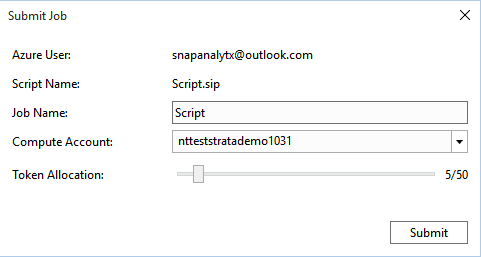 Submit Job
Azure User: snapanalytx@outlook.com
Script Name: Script.sip
Job Name: Script
Compute Account: ntteststratademo1031
Token Allocation: 5/50
Submit